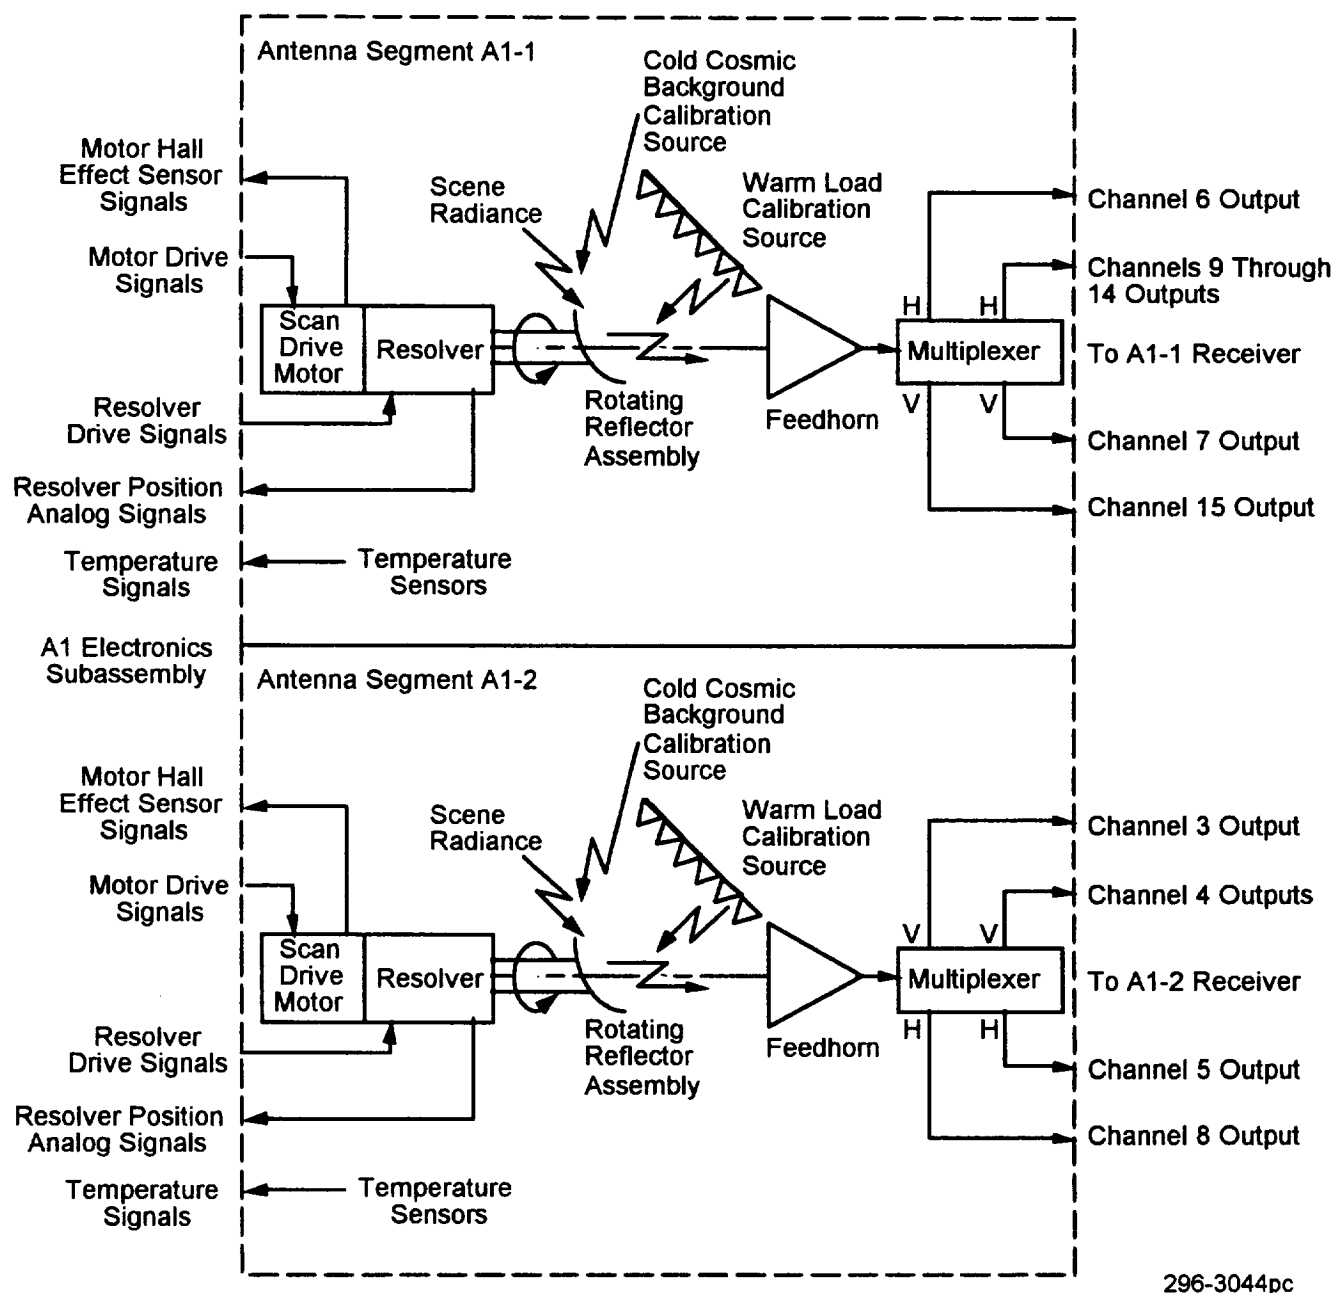 Antenna Segment A1-1
Cold Cosmic
Background
Calibration
Source
Motor Hall
Effect Sensor
Signals
Scene
Radiance
Warm Load
Calibration
Source
Channel 6 Output
Motor Drive
Signals
Channels 9 Through
14 Outputs
H
H
Scan
Drive
Motor
Resolver
Multiplexer
To A1-1 Receiver
V
V
Resolver
Drive Signals
Rotating
Reflector
Assembly
Feedhorn
Channel 7 Output
Resolver Position
Analog Signals
Channel 15 Output
Temperature
Signals
Temperature
Sensors
A1 Electronics
Subassembly
Antenna Segment A1-2
Cold Cosmic
Background
Calibration
Source
Motor Hall
Effect Sensor
Signals
Scene
Radiance
Warm Load
Calibration
Source
Channel 3 Output
Motor Drive
Signals
Channel 4 Outputs
V
V
Scan
Drive
Motor
Resolver
Multiplexer
To A1-2 Receiver
H
H
Resolver
Drive Signals
Rotating
Reflector
Assembly
Feedhorn
Channel 5 Output
Resolver Position
Analog Signals
Channel 8 Output
Temperature
Signals
Temperature
Sensors
296-3044pc